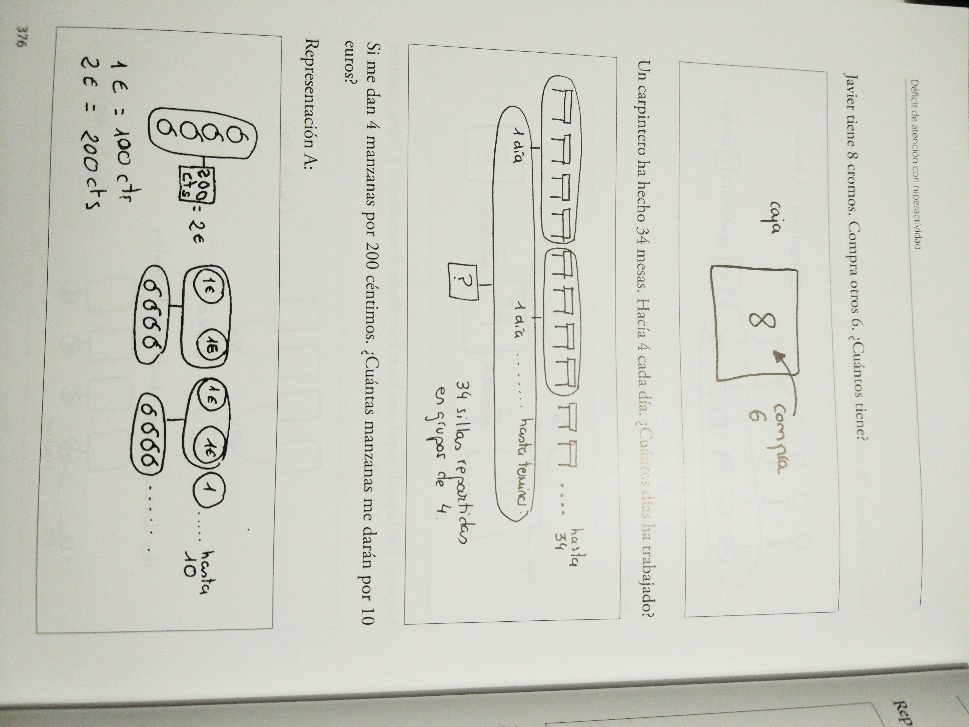 Déficit de atención con hiperactividad
Javier tiene 8 cromos. Compra otros 6. ¿Cuántos tiene?
caja
8
compra
6
Un carpintero ha hecho 34 mesas. Hacía 4 cada día. ¿Cuántos días ha trabajado?
hasta
34
1 día
1 día ....... hasta
?
34 sillas repartidas
en grupos de 4.
Si me dan 4 manzanas por 200 céntimos. ¿Cuántas manzanas me darán por 10
euros?
Representación A:
200
cts
= 2€
1€ 1€ 1€ 1€ 1 .... hasta
10
1€ = 100 ctr
2€ = 200 cts
376
Rep